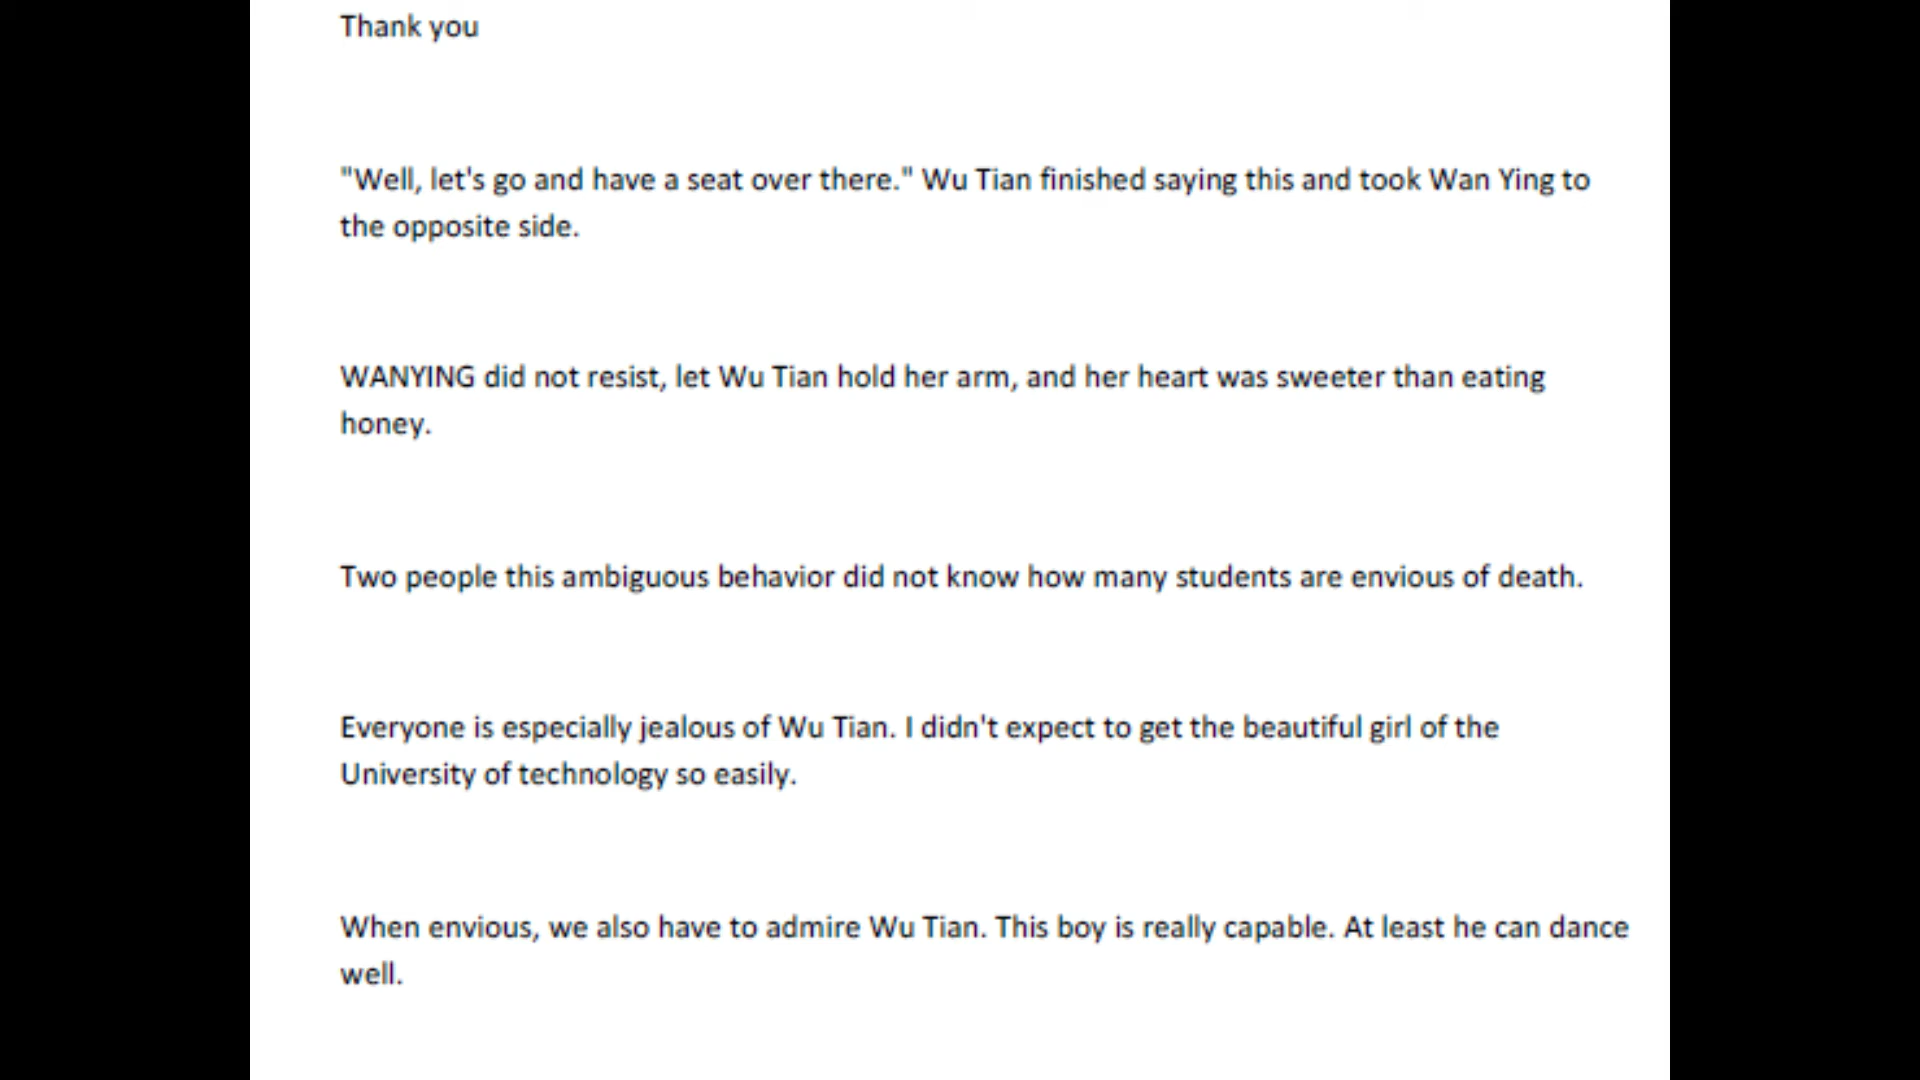 Thank you
"Well, let's go and have a seat over there." Wu Tian finished saying this and took Wan Ying to
the opposite side.
WANYING did not resist, let Wu Tian hold her arm, and her heart was sweeter than eating
honey.
Two people this ambiguous behavior did not know how many students are envious of death.
Everyone is especially jealous of Wu Tian. I didn't expect to get the beautiful girl of the
University of technology so easily.
When envious, we also have to admire Wu Tian. This boy is really capable. At least he can dance
well.